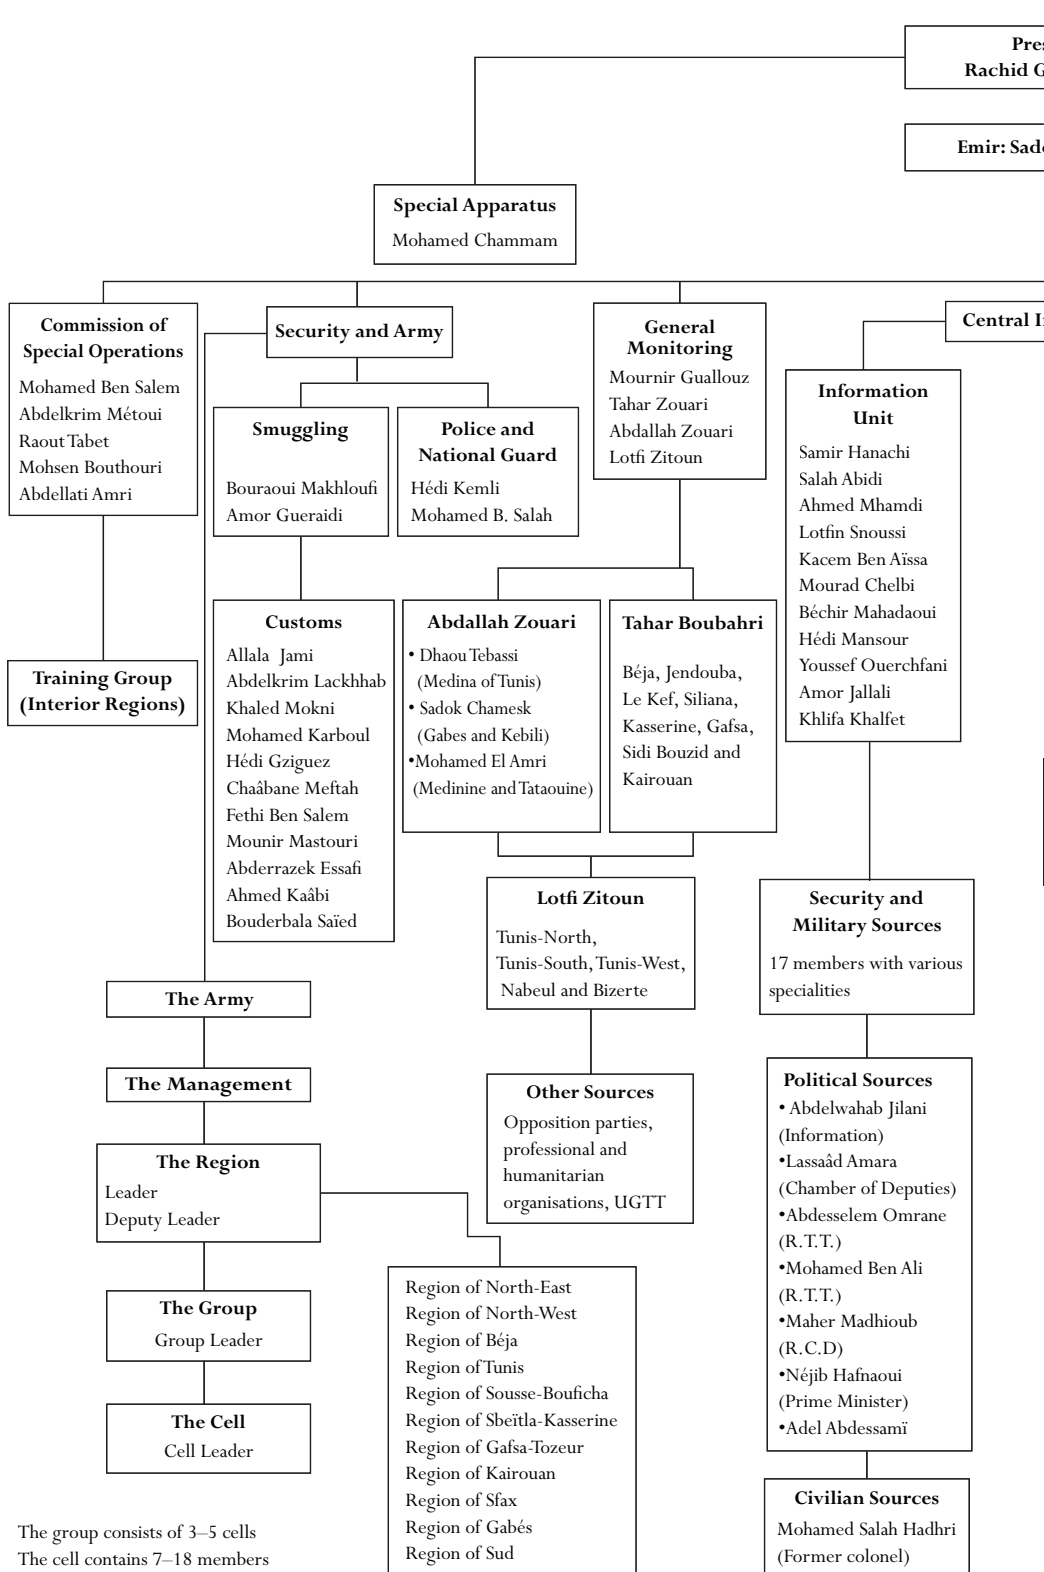 Pres
Rachid G
Emir: Sad
Special Apparatus
Mohamed Chammam
Commission of
Special Operations
Mohamed Ben Salem
Abdelkrim Métoui
Raout Tabet
Mohsen Bouthouri
Abdellati Amri
Training Group
(Interior Regions)
Security and Army
Smuggling
Bouraoui Makhloufi
Amor Gueraidi
Police and
National Guard
Hédi Kemli
Mohamed B. Salah
Customs
Allala Jami
Abdelkrim Lackhhab
Khaled Mokni
Mohamed Karboul
Hédi Gziguez
Chaâbane Meftah
Fethi Ben Salem
Mounir Mastouri
Abderrazek Essafi
Ahmed Kaâbi
Bouderbala Saïed
General
Monitoring
Mournir Guallouz
Tahar Zouari
Abdallah Zouari
Lotfi Zitoun
Abdallah Zouari
• Dhaou Tebassi
(Medina of Tunis)
• Sadok Chamesk
(Gabes and Kebili)
•Mohamed El Amri
(Medinine and Tataouine)
Tahar Boubahri
Béja, Jendouba,
Le Kef, Siliana,
Kasserine, Gafsa,
Sidi Bouzid and
Kairouan
Lotfi Zitoun
Tunis-North,
Tunis-South, Tunis-West,
Nabeul and Bizerte
Other Sources
Opposition parties,
professional and
humanitarian
organisations, UGTT
Central I
Information
Unit
Samir Hanachi
Salah Abidi
Ahmed Mhamdi
Lotfin Snoussi
Kacem Ben Aïssa
Mourad Chelbi
Béchir Mahadaoui
Hédi Mansour
Youssef Ouerchfani
Amor Jallali
Khlifa Khalfet
Security and
Military Sources
17 members with various
specialities
Political Sources
• Abdelwahab Jilani
(Information)
•Lassaâd Amara
(Chamber of Deputies)
•Abdesselem Omrane
(R.T.T.)
•Mohamed Ben Ali
(R.T.T.)
•Maher Madhioub
(R.C.D)
•Néjib Hafnaoui
(Prime Minister)
•Adel Abdessamï
Civilian Sources
Mohamed Salah Hadhri
(Former colonel)
The Army
The Management
The Region
Leader
Deputy Leader
The Group
Group Leader
The Cell
Cell Leader
Region of North-East
Region of North-West
Region of Béja
Region of Tunis
Region of Sousse-Bouficha
Region of Sbeïtla-Kasserine
Region of Gafsa-Tozeur
Region of Kairouan
Region of Sfax
Region of Gabés
Region of Sud
The group consists of 3–5 cells
The cell contains 7–18 members